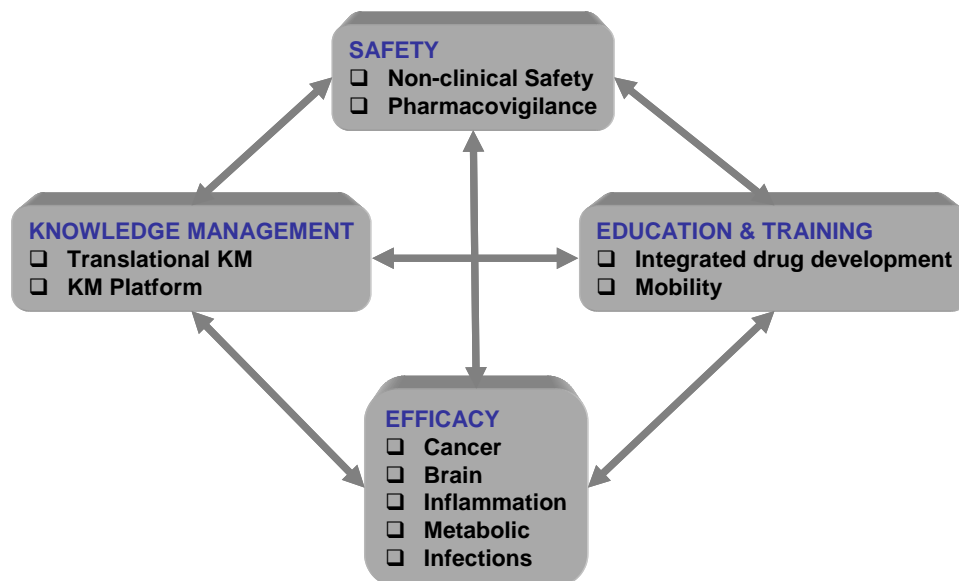 SAFETY
❑ Non-clinical Safety
❑ Pharmacovigilance
KNOWLEDGE MANAGEMENT
❑ Translational KM
❑ KM Platform
EDUCATION & TRAINING
❑ Integrated drug development
❑ Mobility
EFFICACY
❑ Cancer
❑ Brain
❑ Inflammation
❑ Metabolic
❑ Infections